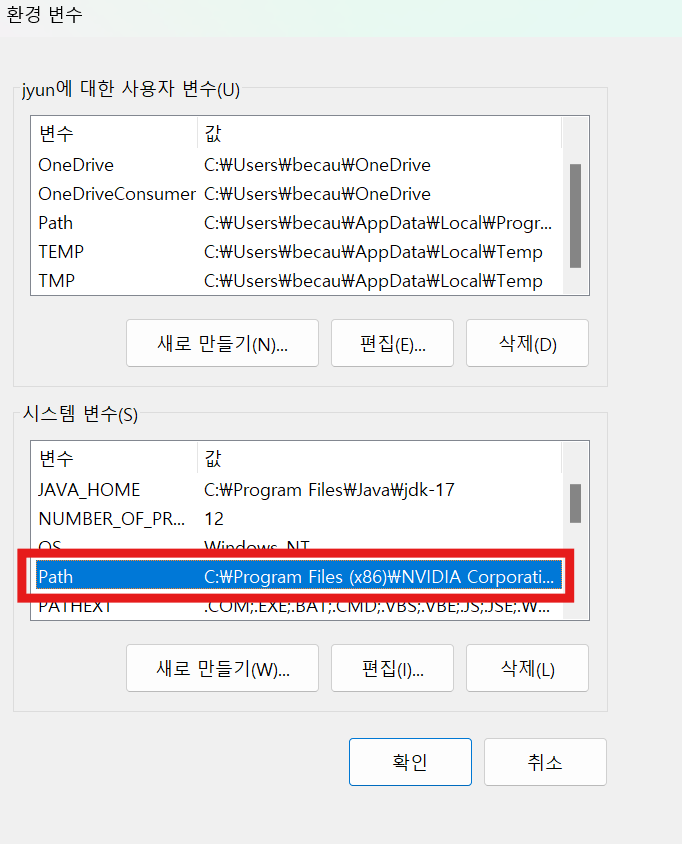 환경 변수
jyun에 대한 사용자 변수(U)
변수 값
OneDrive C:₩Users₩becau₩OneDrive
OneDriveConsumer C:₩Users₩becau₩OneDrive
Path C:₩Users₩becau₩AppData₩Local₩Progr...
TEMP C:₩Users₩becau₩AppData₩Local₩Temp
TMP C:₩Users₩becau₩AppData₩Local₩Temp
새로 만들기(N)... 편집(E)... 삭제(D)
시스템 변수(S)
변수 값
JAVA_HOME C:₩Program Files₩Java₩jdk-17
NUMBER_OF_PR... 12
OS Windows_NT
Path C:₩Program Files (x86)₩NVIDIA Corporati...
PATHEXT .COM;.EXE;.BAT;.CMD;.VBS;.VBE;.JS;.JSE;.W...
새로 만들기(W)... 편집(I)... 삭제(L)
확인 취소